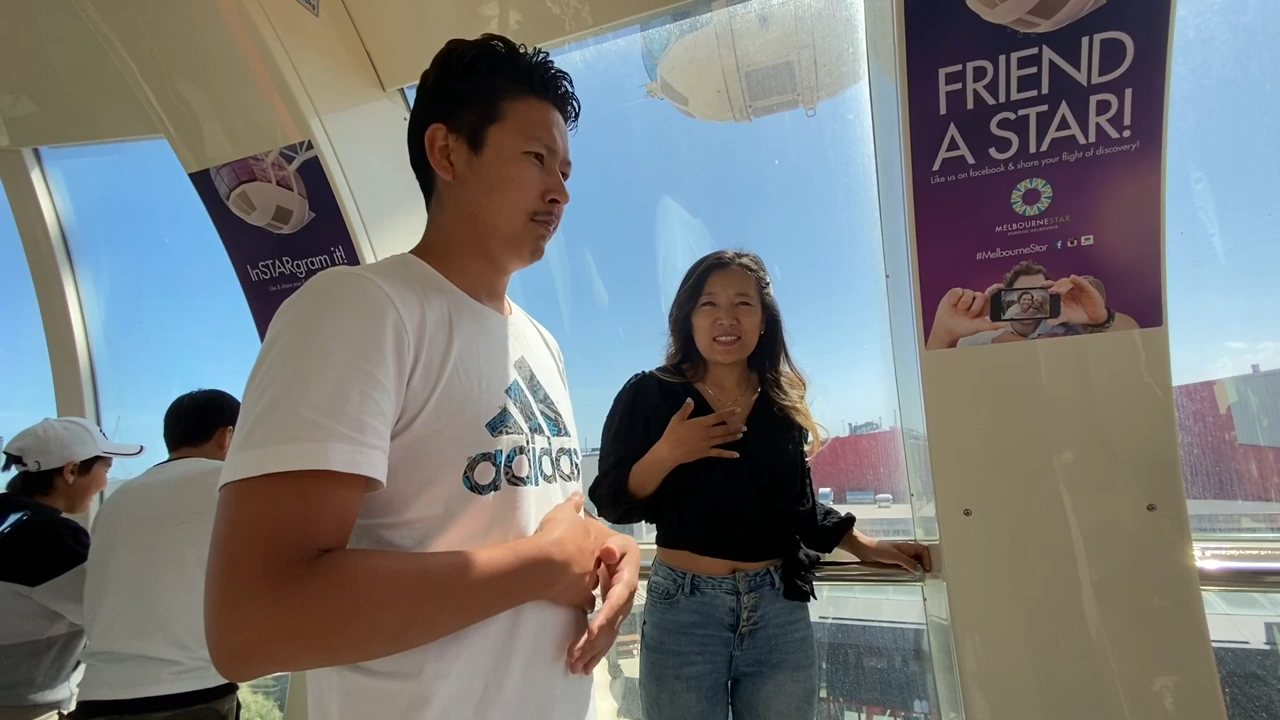 FRIEND
A STAR!
Like us on facebook & share your flight of discovery!
MELBOURNESTAR
#MelbourneStar
InSTARgram it!
adidas